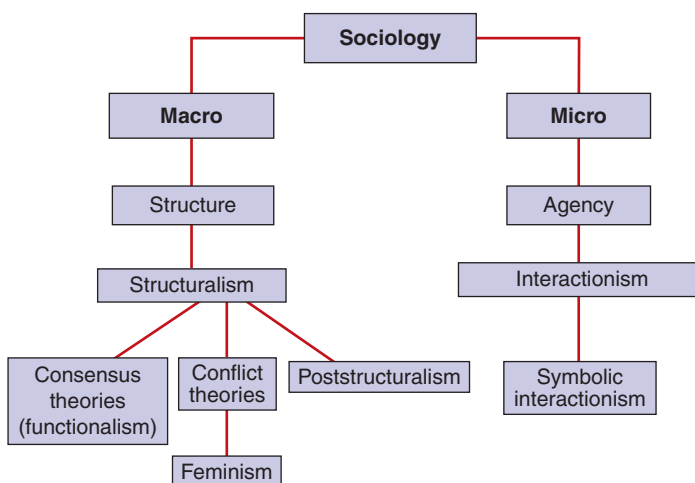 Sociology
Macro
Micro
Structure
Agency
Structuralism
Interactionism
Consensus
theories
(functionalism)
Conflict
theories
Poststructuralism
Symbolic
interactionism
Feminism